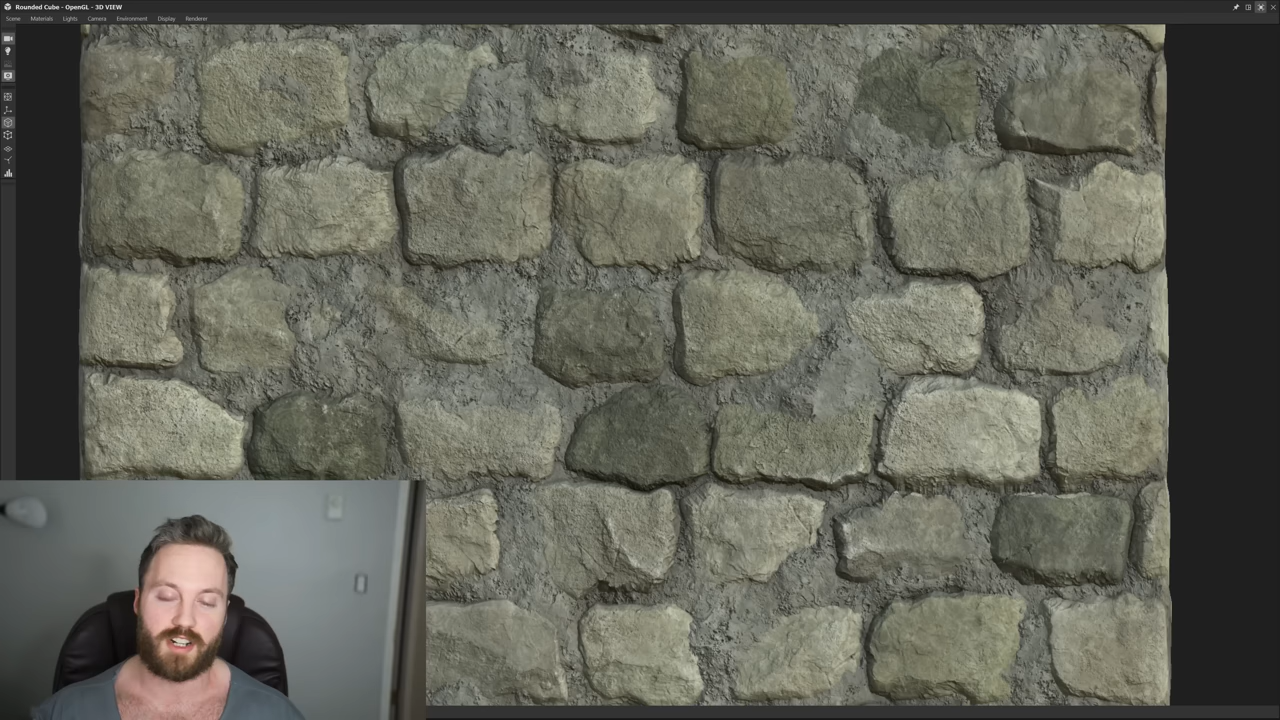 Rounded Cube - OpenGL - 3D VIEW
Scene Materials Lights Camera Environment Display Renderer